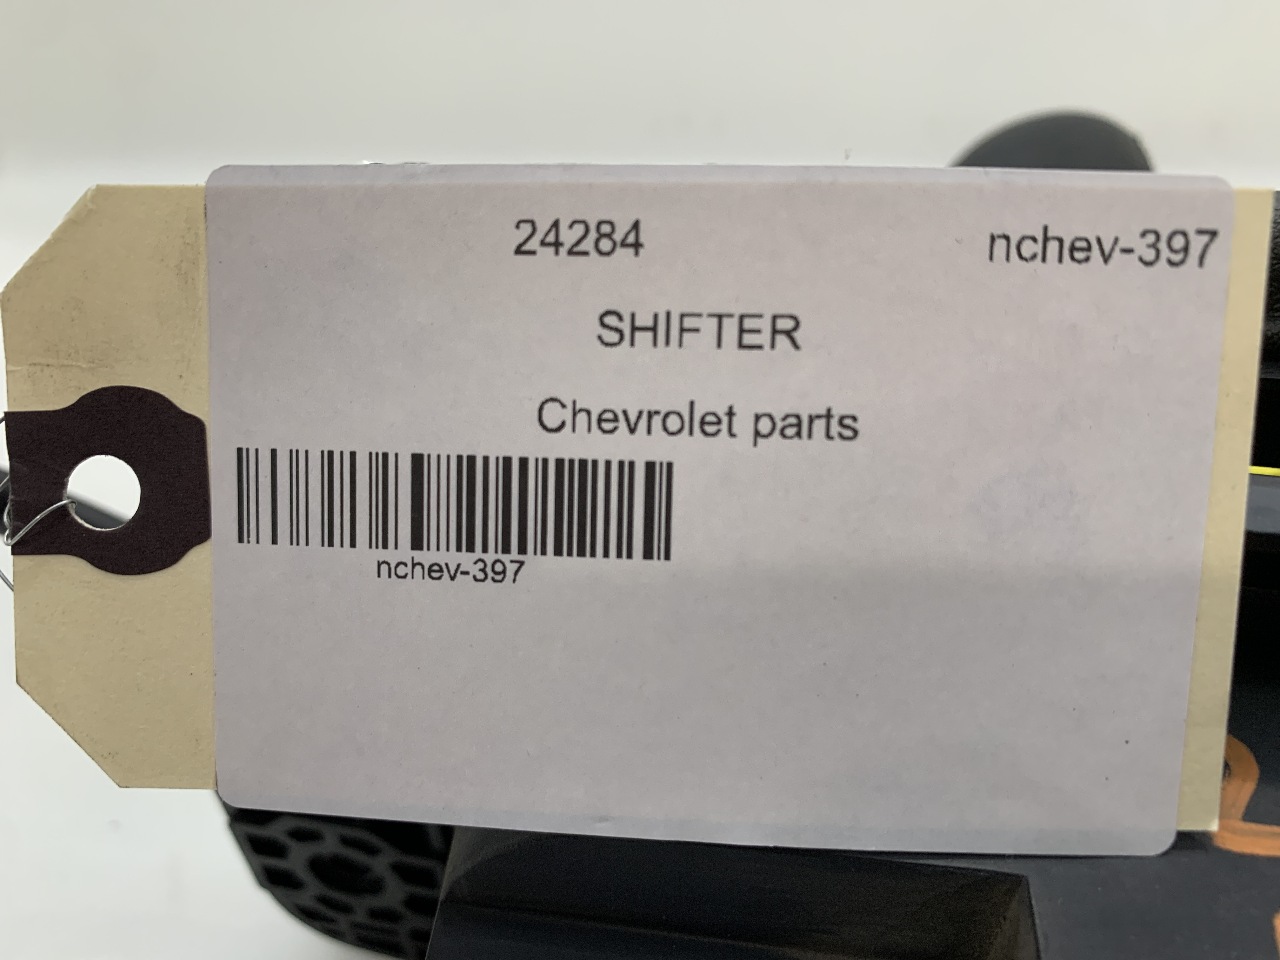 24284 nchev-397
SHIFTER
Chevrolet parts
nchev-397